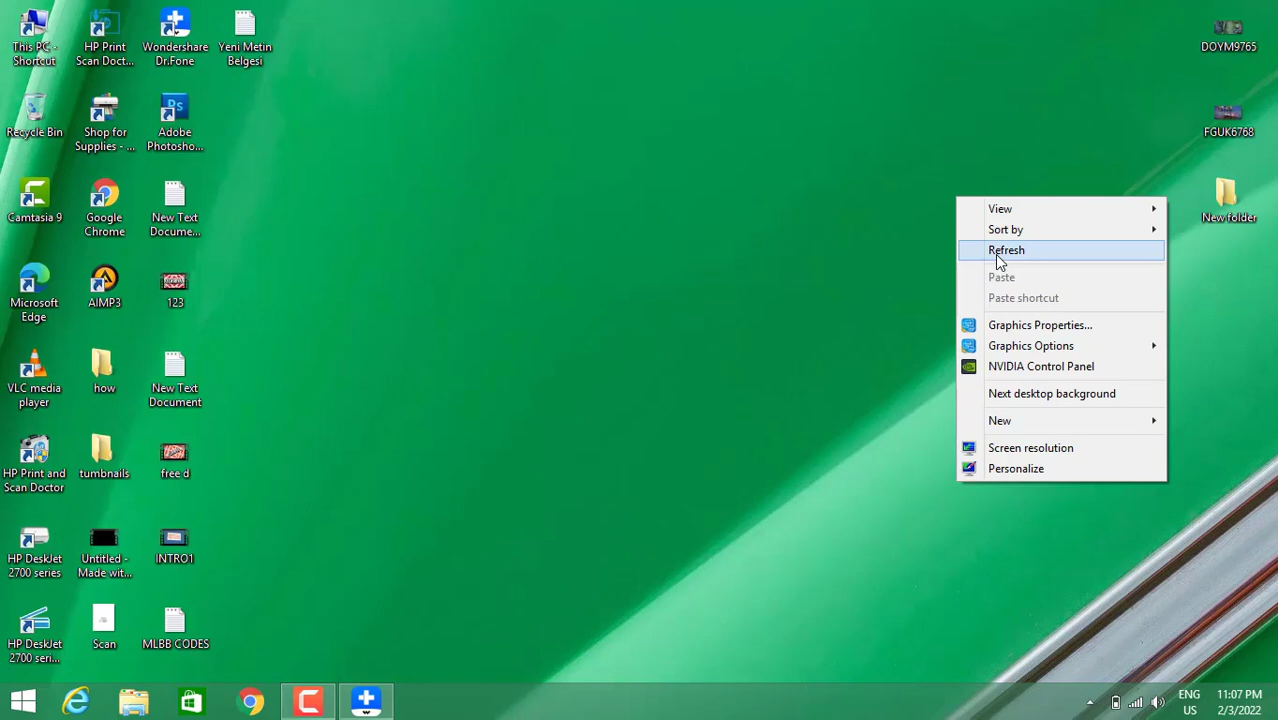 This PC -
Shortcut
HP Print
Scan Doct...
Wondershare
Dr.Fone
Yeni Metin
Belgesi
DOYM9765
Recycle Bin
Shop for
Supplies - ...
Adobe
Photosho...
FGUK6768
Camtasia 9
Google
Chrome
New Text
Docume...
New folder
Microsoft
Edge
AIMP3
123
VLC media
player
how
New Text
Document
HP Print and
Scan Doctor
tumbnails
free d
HP DeskJet
2700 series
Untitled -
Made wit...
INTRO1
HP DeskJet
2700 seri...
Scan
MLBB CODES
View
Sort by
Refresh
Paste
Paste shortcut
Graphics Properties...
Graphics Options
NVIDIA Control Panel
Next desktop background
New
Screen resolution
Personalize
Ps
ENG
US
11:07 PM
2/3/2022